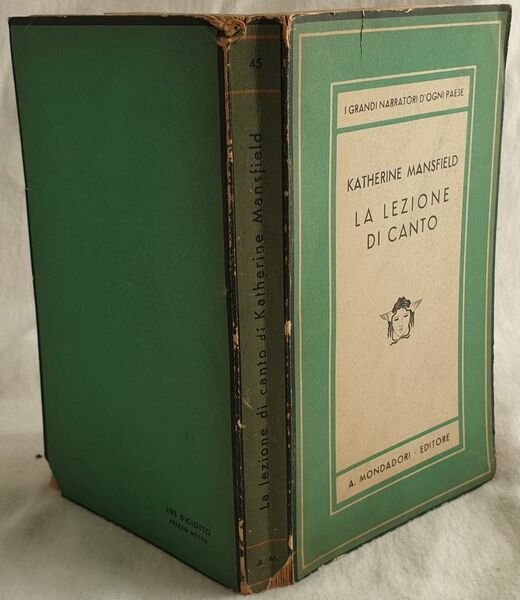 I GRANDI NARRATORI D'OGNI PAESE
KATHERINE MANSFIELD
LA LEZIONE
DI CANTO
A. MONDADORI · EDITORE
45
La lezione di canto di Katherine Mansfield
A. M.
LIRE DICIOTTO
PREZZO NETTO